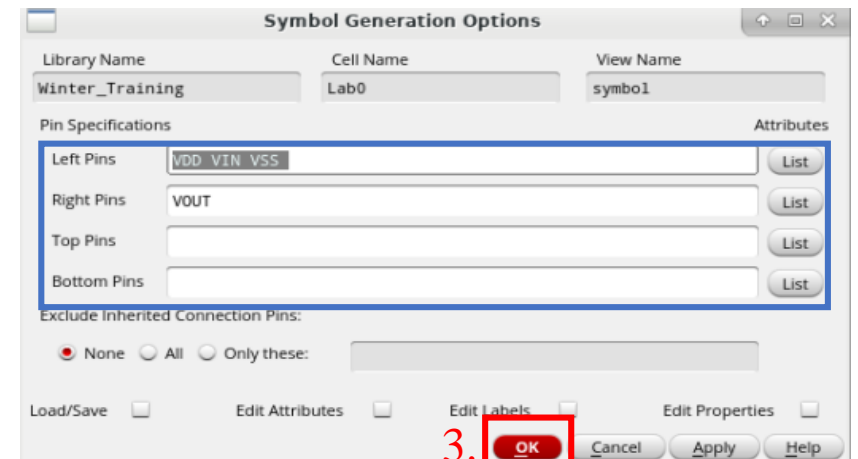 Symbol Generation Options
Library Name Cell Name View Name
Winter_Training Lab0 symbol
Pin Specifications Attributes
Left Pins VDD VIN VSS List
Right Pins VOUT List
Top Pins List
Bottom Pins List
Exclude Inherited Connection Pins:
None All Only these:
Load/Save Edit Attributes Edit Labels Edit Properties
3. OK Cancel Apply Help